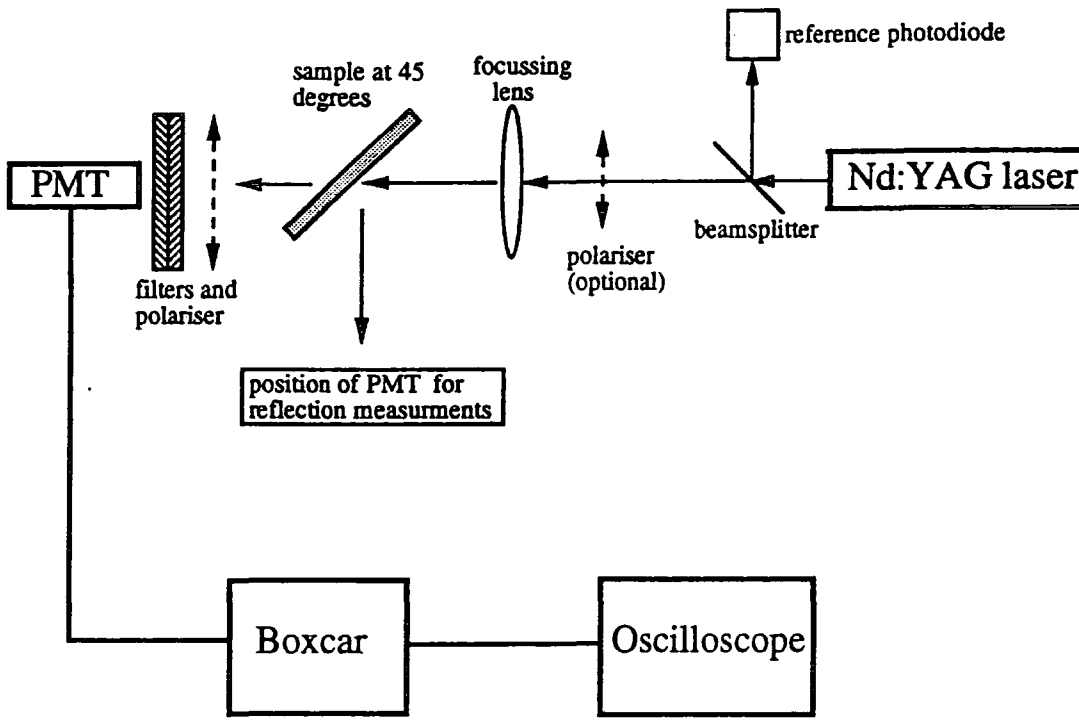 reference photodiode
sample at 45
degrees
focussing
lens
PMT
Nd:YAG laser
beamsplitter
polariser
(optional)
filters and
polariser
position of PMT for
reflection measurments
Boxcar
Oscilloscope